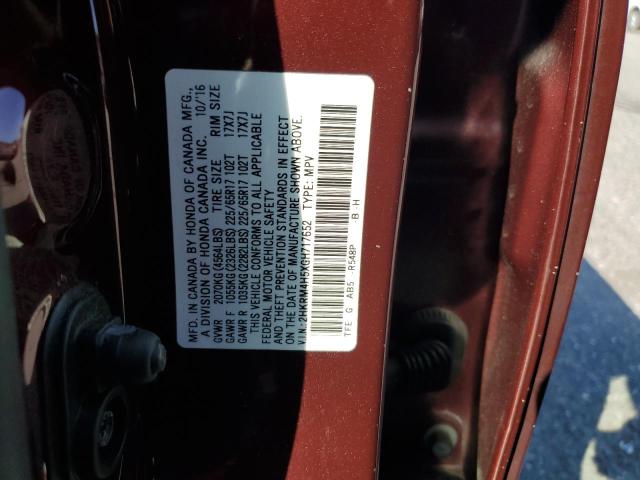 MFD. IN CANADA BY HONDA OF CANADA MFG.,
A DIVISION OF HONDA CANADA INC. 10/16
GVWR 2070KG(4564LBS) TIRE SIZE RIM SIZE
GAWR F 1055KG(2326LBS) 225/65R17 102T 17X7J
GAWR R 1035KG(2282LBS) 225/65R17 102T 17X7J
THIS VEHICLE CONFORMS TO ALL APPLICABLE
FEDERAL MOTOR VEHICLE SAFETY
AND THEFT PREVENTION STANDARDS IN EFFECT
ON THE DATE OF MANUFACTURE SHOWN ABOVE.
V.I.N.: 2HKRM4H5XGH717652 TYPE: MPV
TFE G AB5 -R548P -B-H